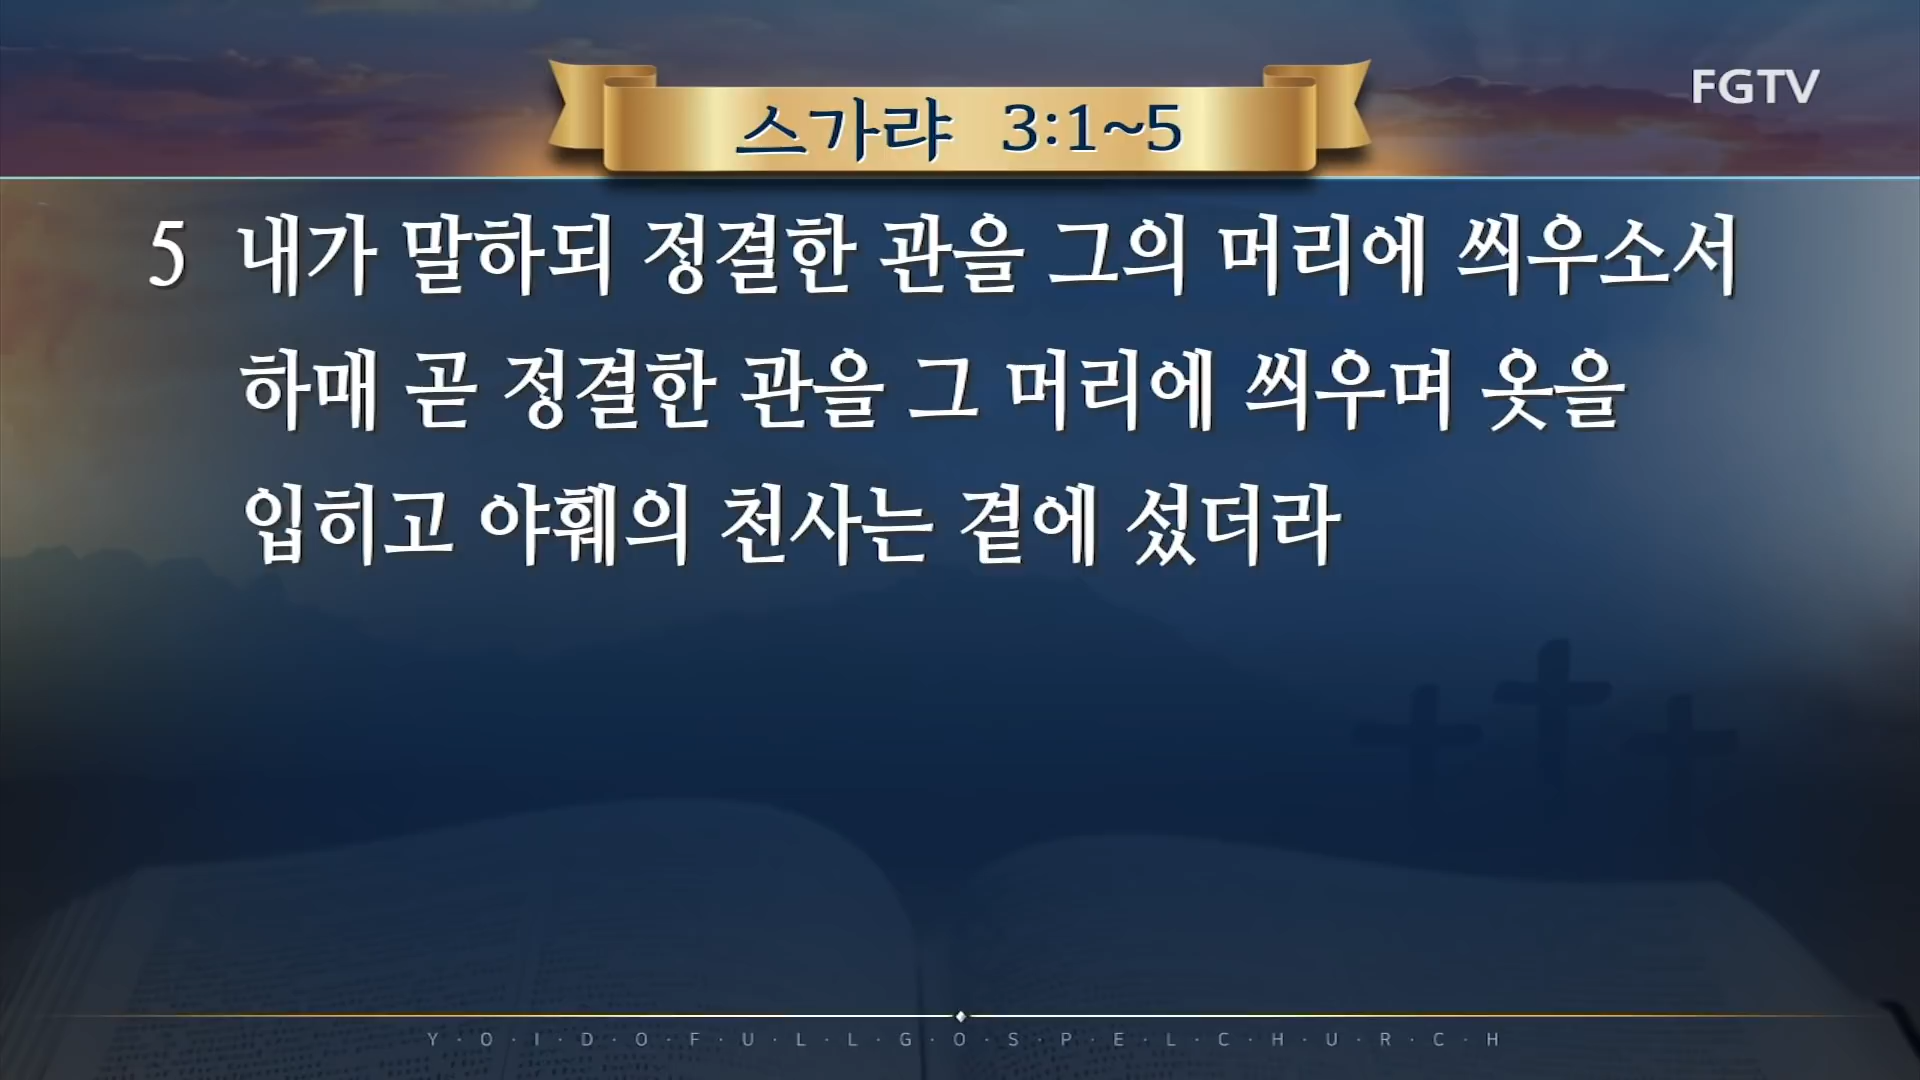 스가랴 3:1~5
FGTV
5 내가 말하되 정결한 관을 그의 머리에 씌우소서
하매 곧 정결한 관을 그 머리에 씌우며 옷을
입히고 야훼의 천사는 곁에 섰더라
Y·O·I·D·O·F·U·L·L·G·O·S·P·E·L·C·H·U·R·C·H